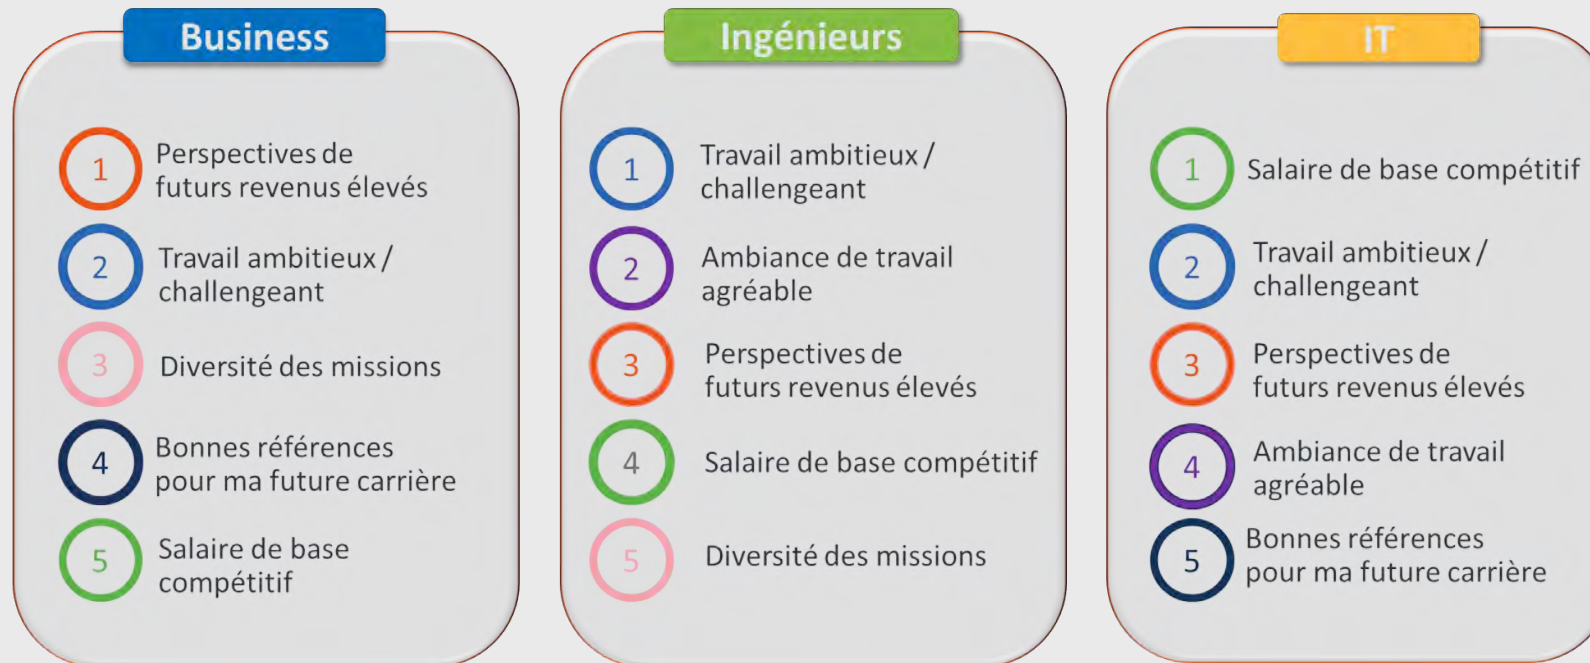 Business
1
Perspectives de
futurs revenus élevés
2
Travail ambitieux /
challengeant
3
Diversité des missions
4
Bonnes références
pour ma future carrière
5
Salaire de base
compétitif
Ingénieurs
1
Travail ambitieux /
challengeant
2
Ambiance de travail
agréable
3
Perspectives de
futurs revenus élevés
4
Salaire de base compétitif
5
Diversité des missions
IT
1
Salaire de base compétitif
2
Travail ambitieux /
challengeant
3
Perspectives de
futurs revenus élevés
4
Ambiance de travail
agréable
5
Bonnes références
pour ma future carrière